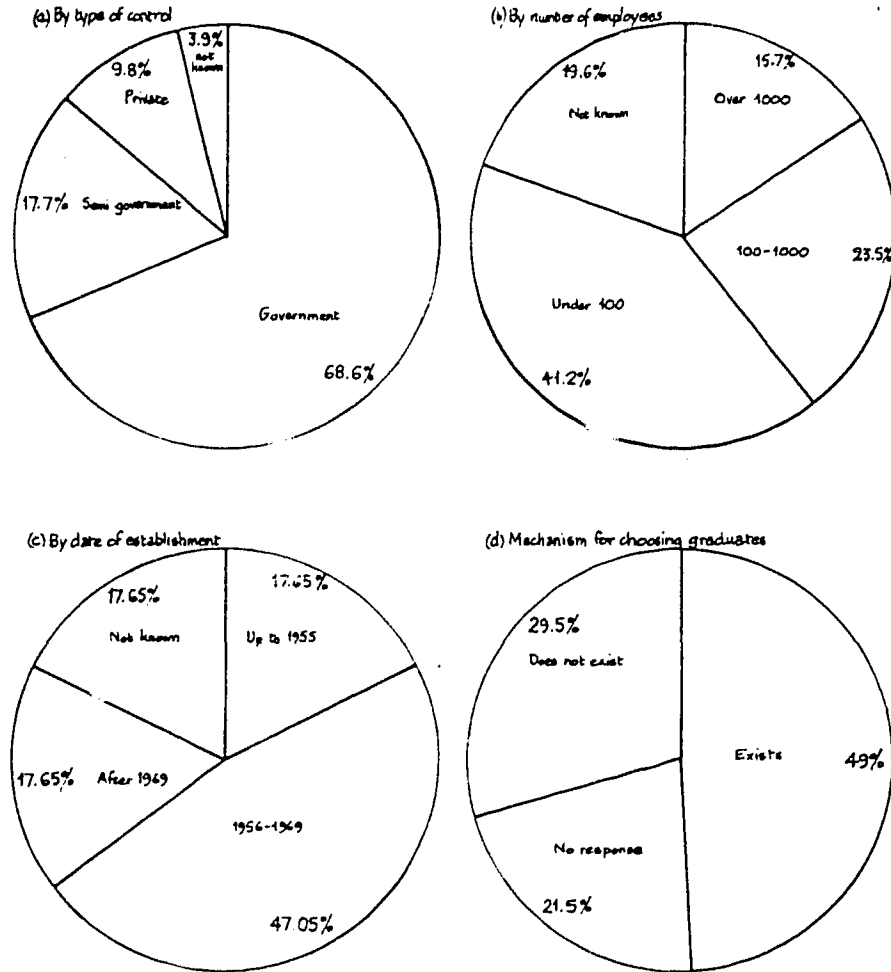 (a) By type of control
3.9%
not
known
9.8%
Private
17.7% Semi government
Government
68.6%
(b) By number of employees
19.6%
Not known
15.7%
Over 1000
100-1000 23.5%
Under 100
41.2%
(c) By date of establishment
17.65%
Not known
17.65%
Up to 1955
17.65% After 1969
1956-1969
47.05%
(d) Mechanism for choosing graduates
29.5%
Does not exist
Exists 49%
No response
21.5%